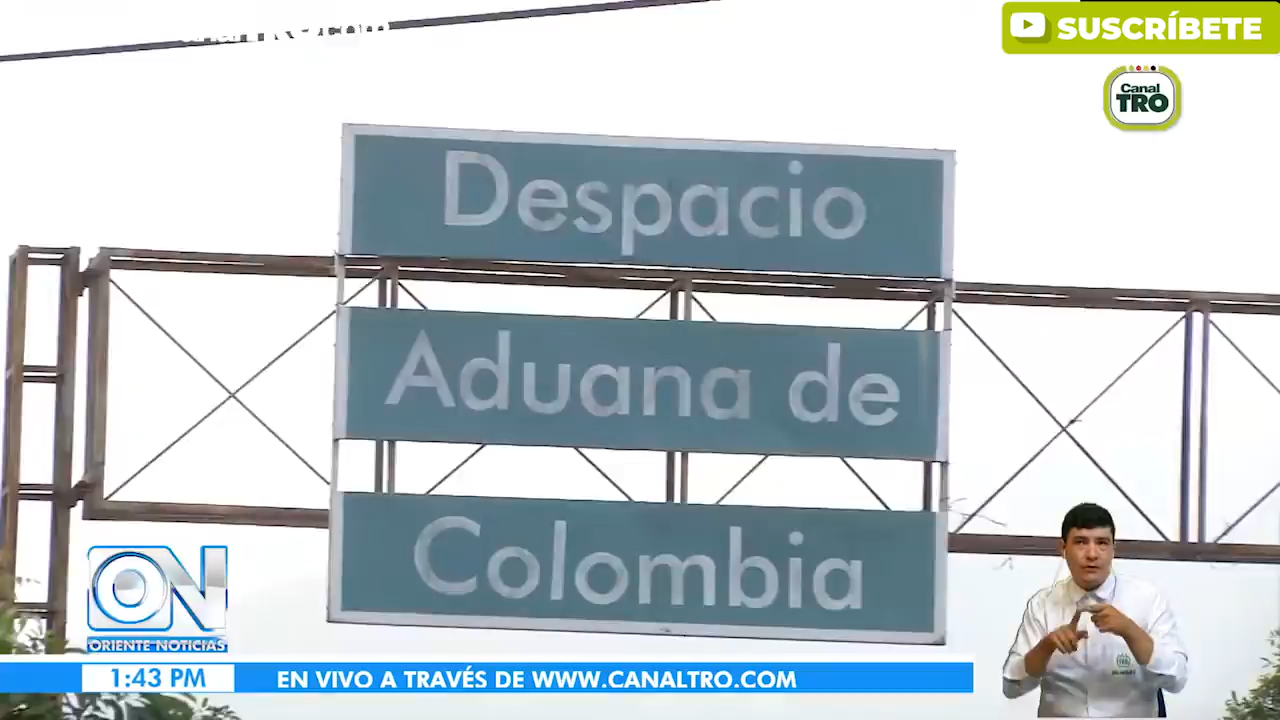 SUSCRÍBETE
Canal
TRO
Despacio
Aduana de
Colombia
ON
ORIENTE NOTICIAS
1:43 PM
EN VIVO A TRAVÉS DE WWW.CANALTRO.COM